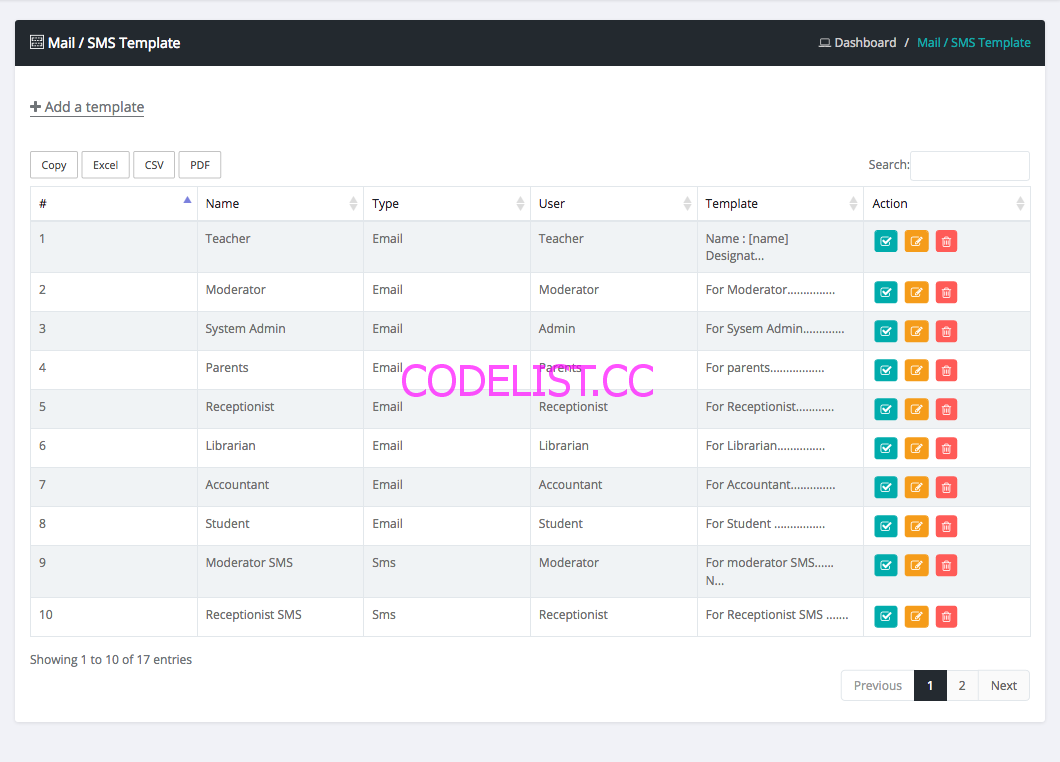 Mail / SMS Template
Dashboard / Mail / SMS Template
Add a template
Copy Excel CSV PDF
Search:
# Name Type User Template Action
1 Teacher Email Teacher Name : [name]
Designat...
2 Moderator Email Moderator For Moderator...............
3 System Admin Email Admin For Sysem Admin.............
4 Parents Email Parents For parents.................
CODELIST.CC
5 Receptionist Email Receptionist For Receptionist............
6 Librarian Email Librarian For Librarian...............
7 Accountant Email Accountant For Accountant..............
8 Student Email Student For Student ................
9 Moderator SMS Sms Moderator For moderator SMS......
N...
10 Receptionist SMS Sms Receptionist For Receptionist SMS .......
Showing 1 to 10 of 17 entries
Previous 1 2 Next